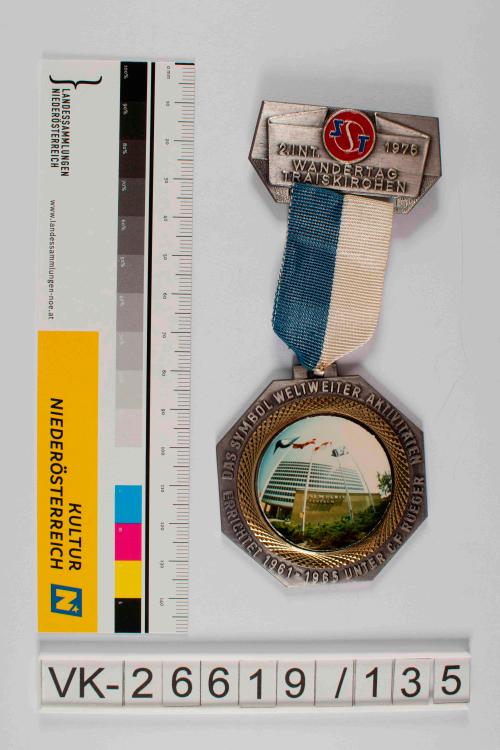 LANDESSAMMLUNGEN
NIEDERÖSTERREICH
www.landessammlungen-noe.at
KULTUR
NIEDERÖSTERREICH
N
SST
2.INT. 1976
WANDERTAG
TRAISKIRCHEN
DAS SYMBOL WELTWEITER AKTIVITÄTEN
ERRICHTET 1961-1965 UNTER C.F. KUEGER
VK-26619/135